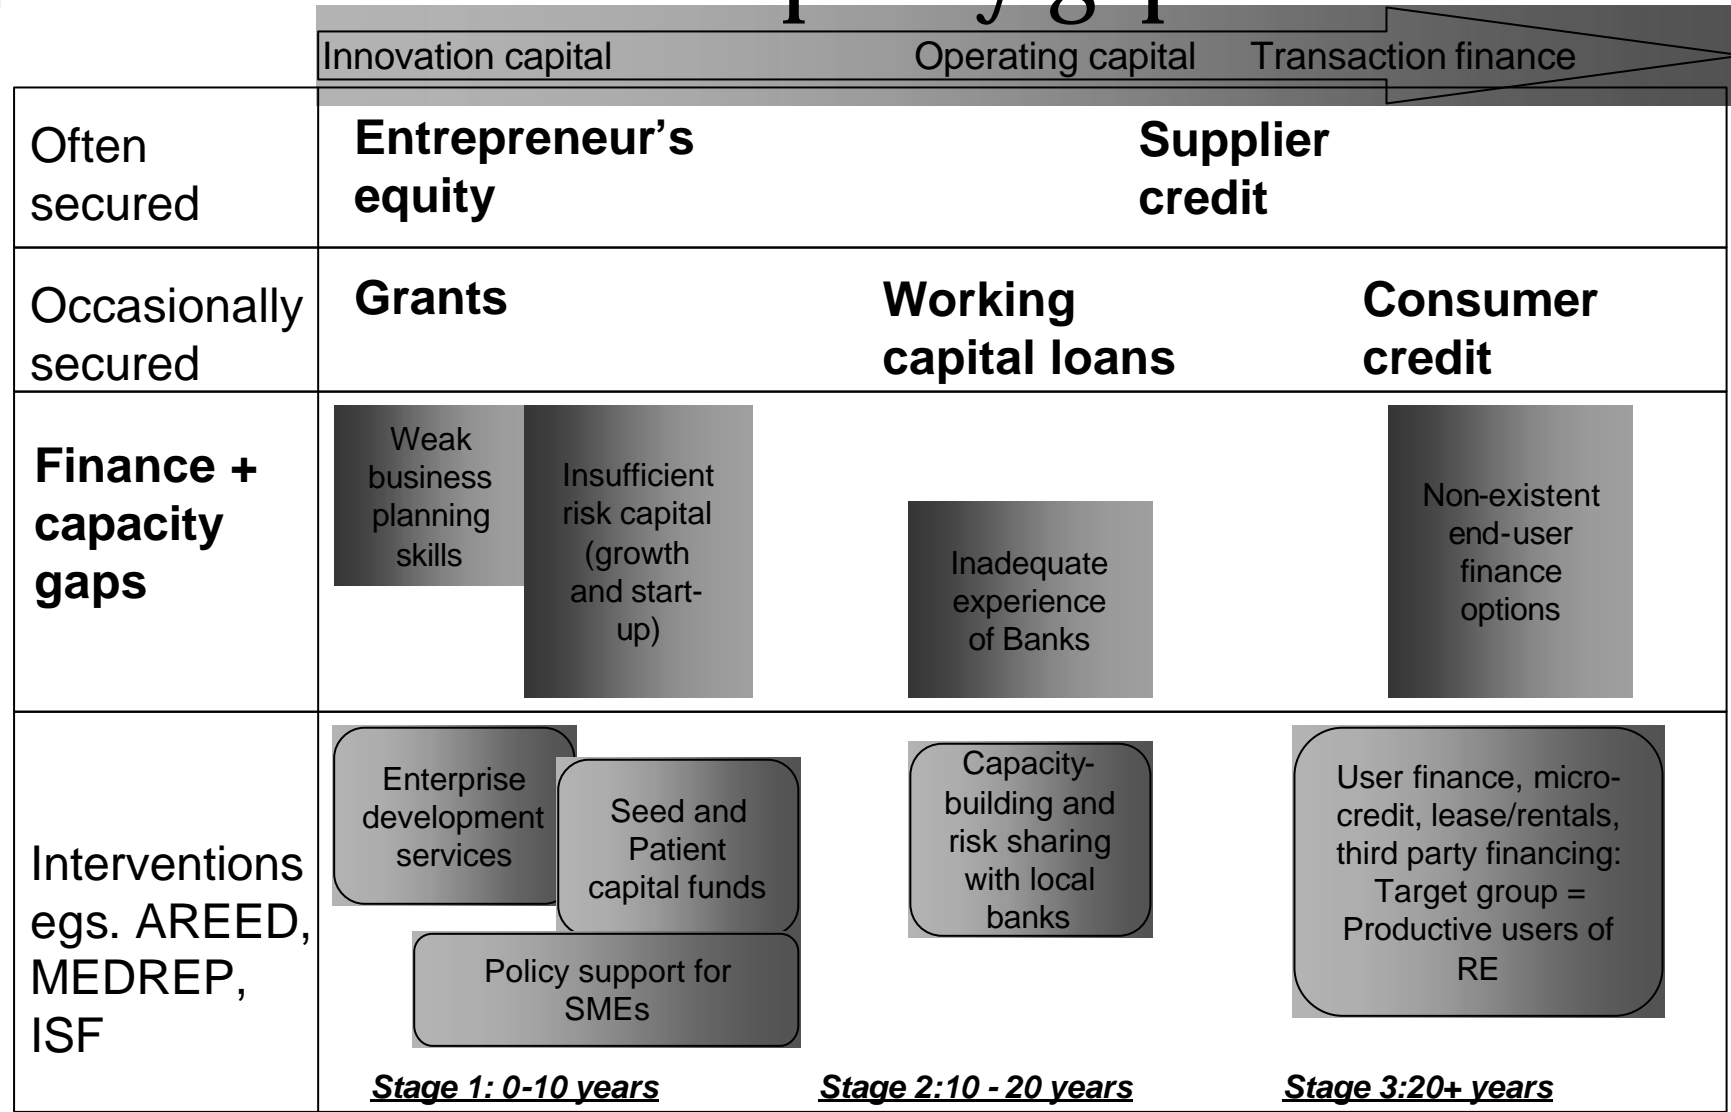 Innovation capital
Operating capital
Transaction finance
Often
secured
Entrepreneur’s
equity
Supplier
credit
Occasionally
secured
Grants
Working
capital loans
Consumer
credit
Finance +
capacity
gaps
Weak
business
planning
skills
Insufficient
risk capital
(growth
and start-
up)
Inadequate
experience
of Banks
Non-existent
end-user
finance
options
Interventions
egs. AREED,
MEDREP,
ISF
Enterprise
development
services
Seed and
Patient
capital funds
Policy support for
SMEs
Capacity-
building and
risk sharing
with local
banks
User finance, micro-
credit, lease/rentals,
third party financing:
Target group =
Productive users of
RE
Stage 1: 0-10 years
Stage 2:10 - 20 years
Stage 3:20+ years